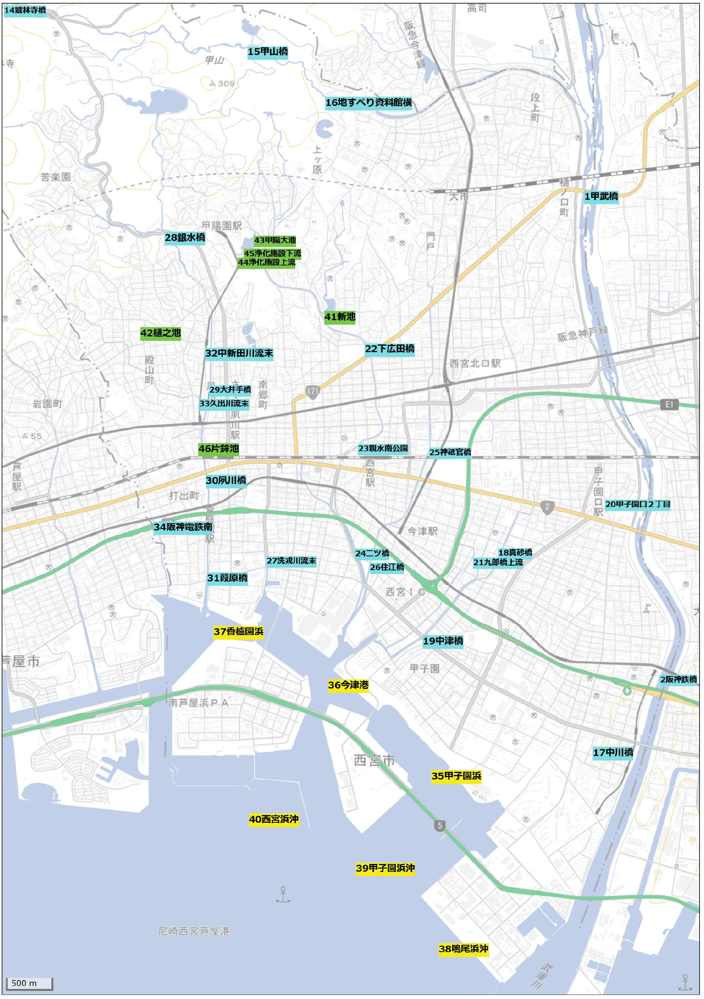 14鷲林寺橋
高司
阪急今津線
15甲山橋
甲山
309
16地すべり資料館横
段上町
上ヶ原
苦楽園
樋ノ口町
大市
1甲武橋
甲陽園駅
28銀水橋
43甲陽大池
門戸
45浄化施設下流
44浄化施設上流
41新池
42樋之池
阪急神戸線
22下広田橋
32中新田川流末
西宮北口駅
殿山町
南郷町
29大井手橋
171
33久出川流末
岩園町
E1
夙川駅
55
46片鉾池
23親水南公園
25神祇官橋
西宮駅
芦屋駅
甲子園口駅
30夙川橋
打出町
2
20甲子園口２丁目
34阪神電鉄南
駅
今津駅
24二ツ橋
18真砂橋
27洗戎川流末
21九郎橋上流
26住江橋
31葭原橋
西宮ＩＣ
37香櫨園浜
19中津橋
芦屋市
甲子園
2阪神鉄橋
36今津港
南芦屋浜ＰＡ
17中川橋
西宮市
35甲子園浜
40西宮浜沖
5
39甲子園浜沖
尼崎西宮芦屋港
38鳴尾浜沖
武庫川
500 m